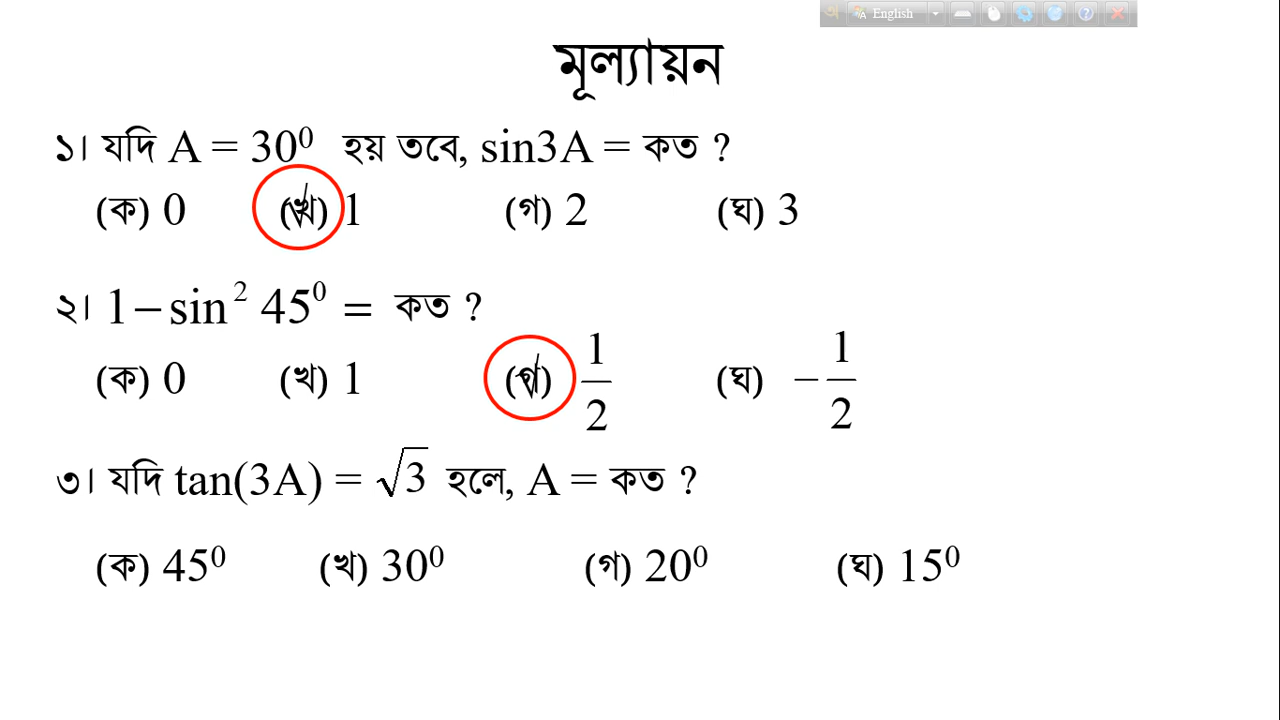 English
মূল্যায়ন
১। যদি A = 30⁰ হয় তবে, sin3A = কত ?
(ক) 0 (খ) 1 (গ) 2 (ঘ) 3
২। 1 – sin² 45⁰ = কত ?
(ক) 0 (খ) 1 (গ) 1/2 (ঘ) – 1/2
৩। যদি tan(3A) = √3 হলে, A = কত ?
(ক) 45⁰ (খ) 30⁰ (গ) 20⁰ (ঘ) 15⁰